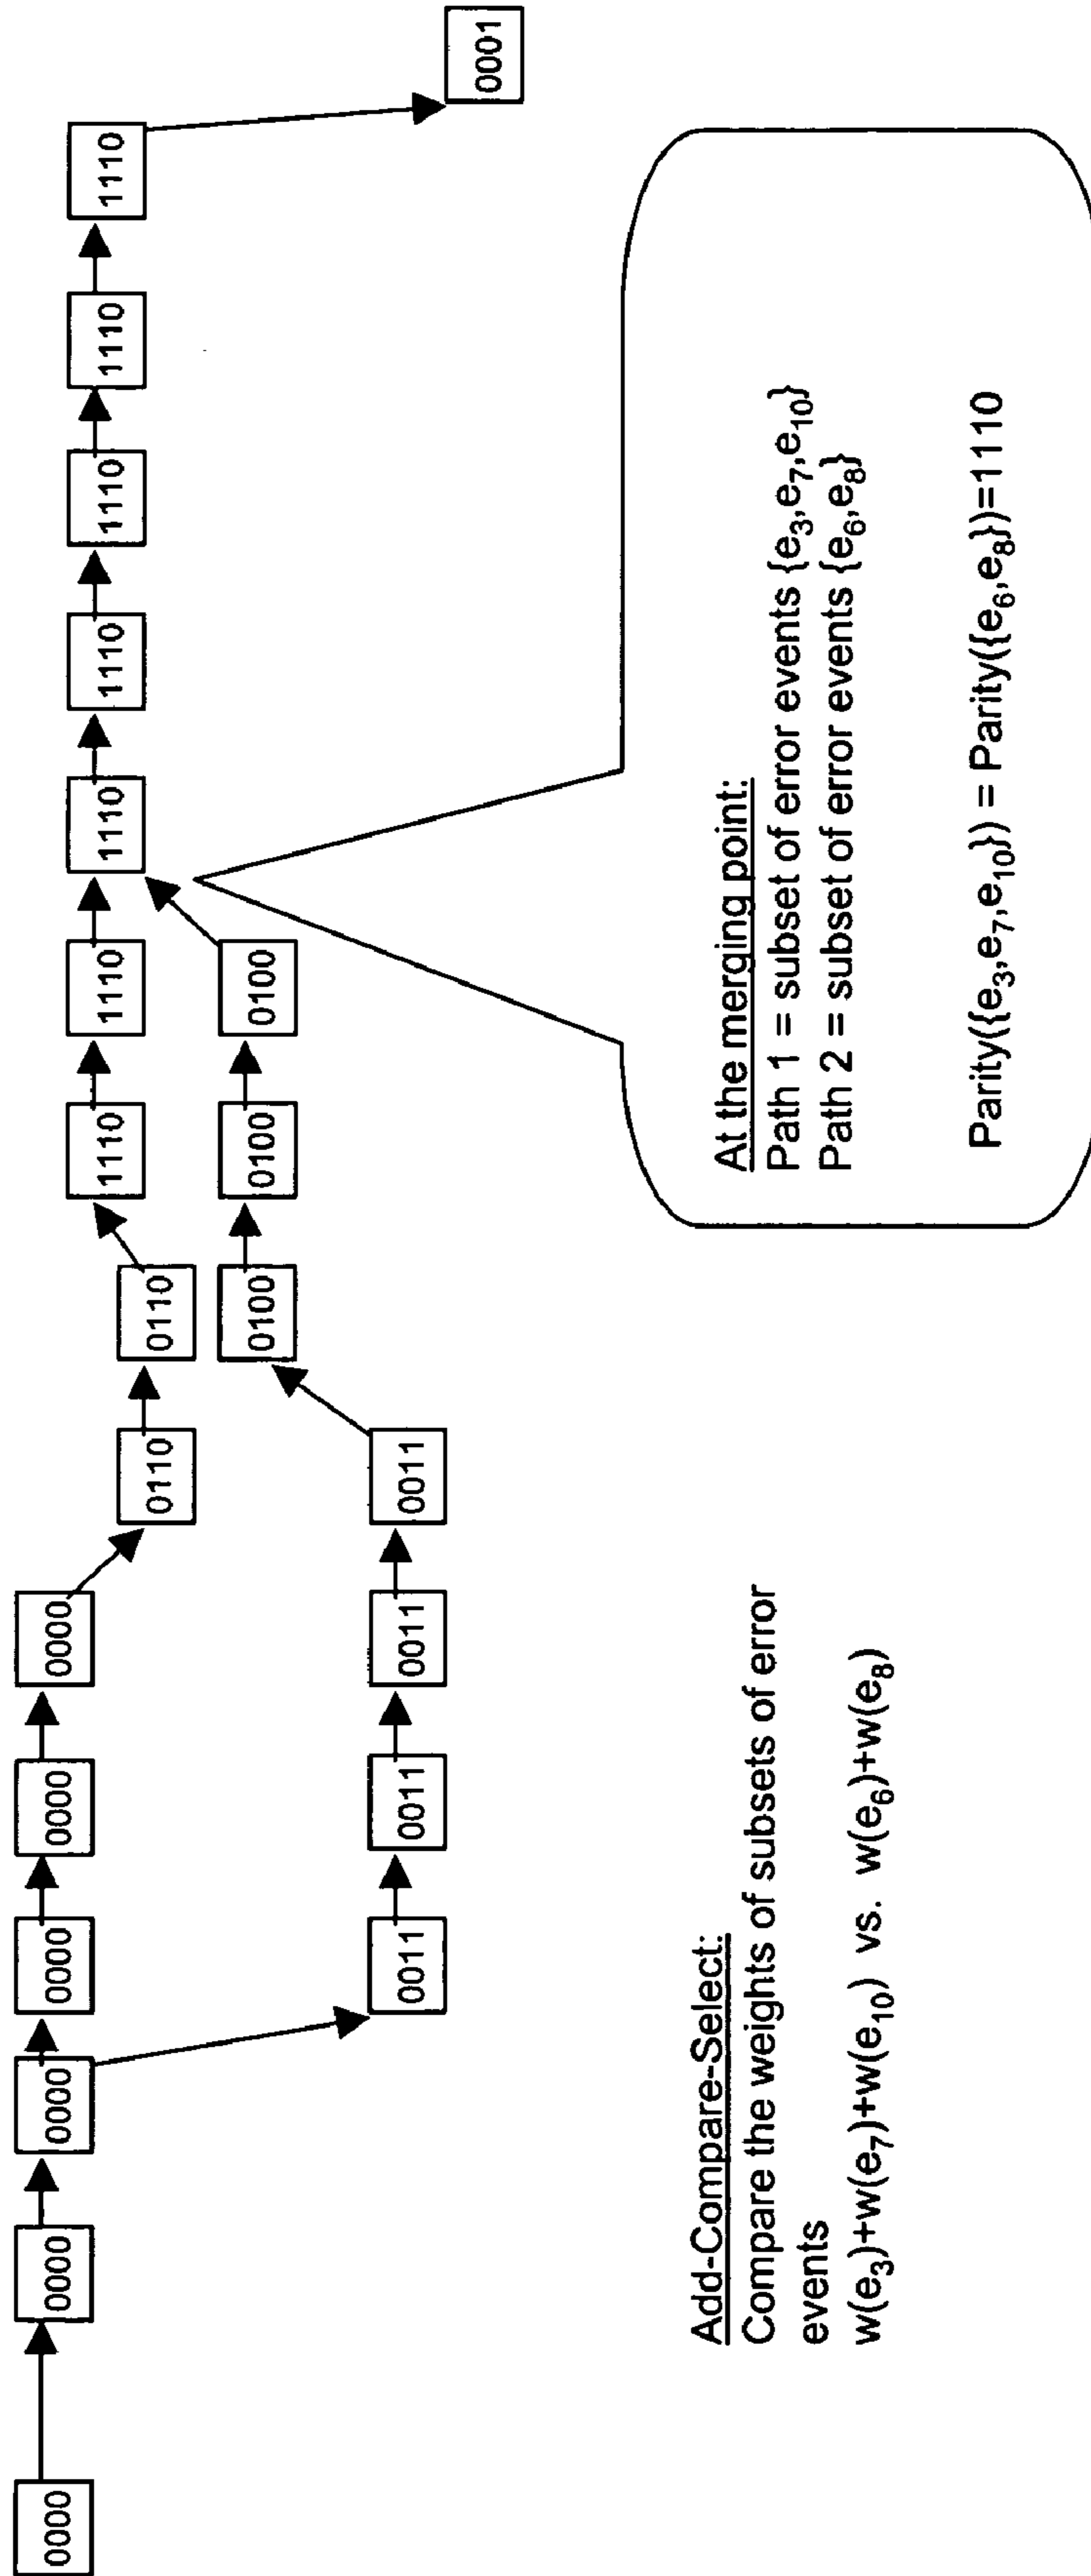 0000 0000 0000 0000 0000 0000
1110 1110 1110 1110 1110 1110 1110
0110 0110
0100 0100 0100
0011 0011 0011 0011
0001
Add-Compare-Select:
Compare the weights of subsets of error
events
w(e₃)+w(e₇)+w(e₁₀) vs. w(e₆)+w(e₈)
At the merging point:
Path 1 = subset of error events {e₃,e₇,e₁₀}
Path 2 = subset of error events {e₆,e₈}
Parity({e₃,e₇,e₁₀}) = Parity({e₆,e₈})=1110